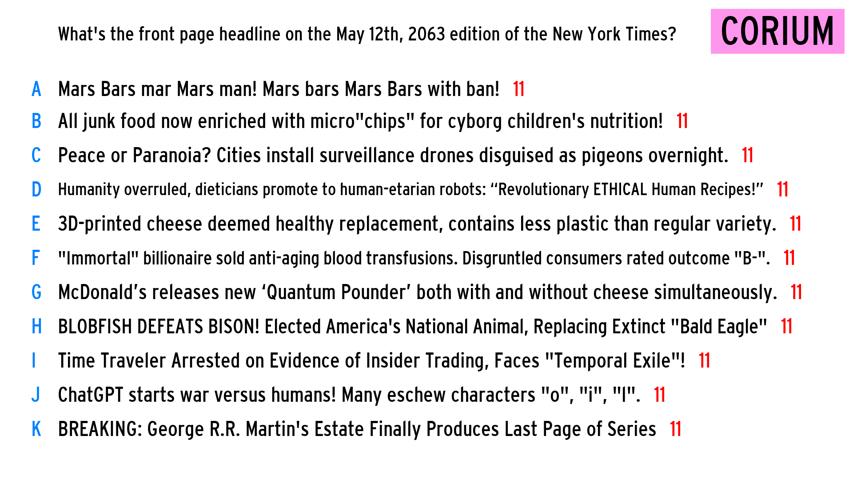 What's the front page headline on the May 12th, 2063 edition of the New York Times?
CORIUM
A Mars Bars mar Mars man! Mars bars Mars Bars with ban! 11
B All junk food now enriched with micro"chips" for cyborg children's nutrition! 11
C Peace or Paranoia? Cities install surveillance drones disguised as pigeons overnight. 11
D Humanity overruled, dieticians promote to human-etarian robots: “Revolutionary ETHICAL Human Recipes!” 11
E 3D-printed cheese deemed healthy replacement, contains less plastic than regular variety. 11
F "Immortal" billionaire sold anti-aging blood transfusions. Disgruntled consumers rated outcome "B-". 11
G McDonald’s releases new ‘Quantum Pounder’ both with and without cheese simultaneously. 11
H BLOBFISH DEFEATS BISON! Elected America's National Animal, Replacing Extinct "Bald Eagle" 11
I Time Traveler Arrested on Evidence of Insider Trading, Faces "Temporal Exile"! 11
J ChatGPT starts war versus humans! Many eschew characters "o", "i", "l". 11
K BREAKING: George R.R. Martin's Estate Finally Produces Last Page of Series 11